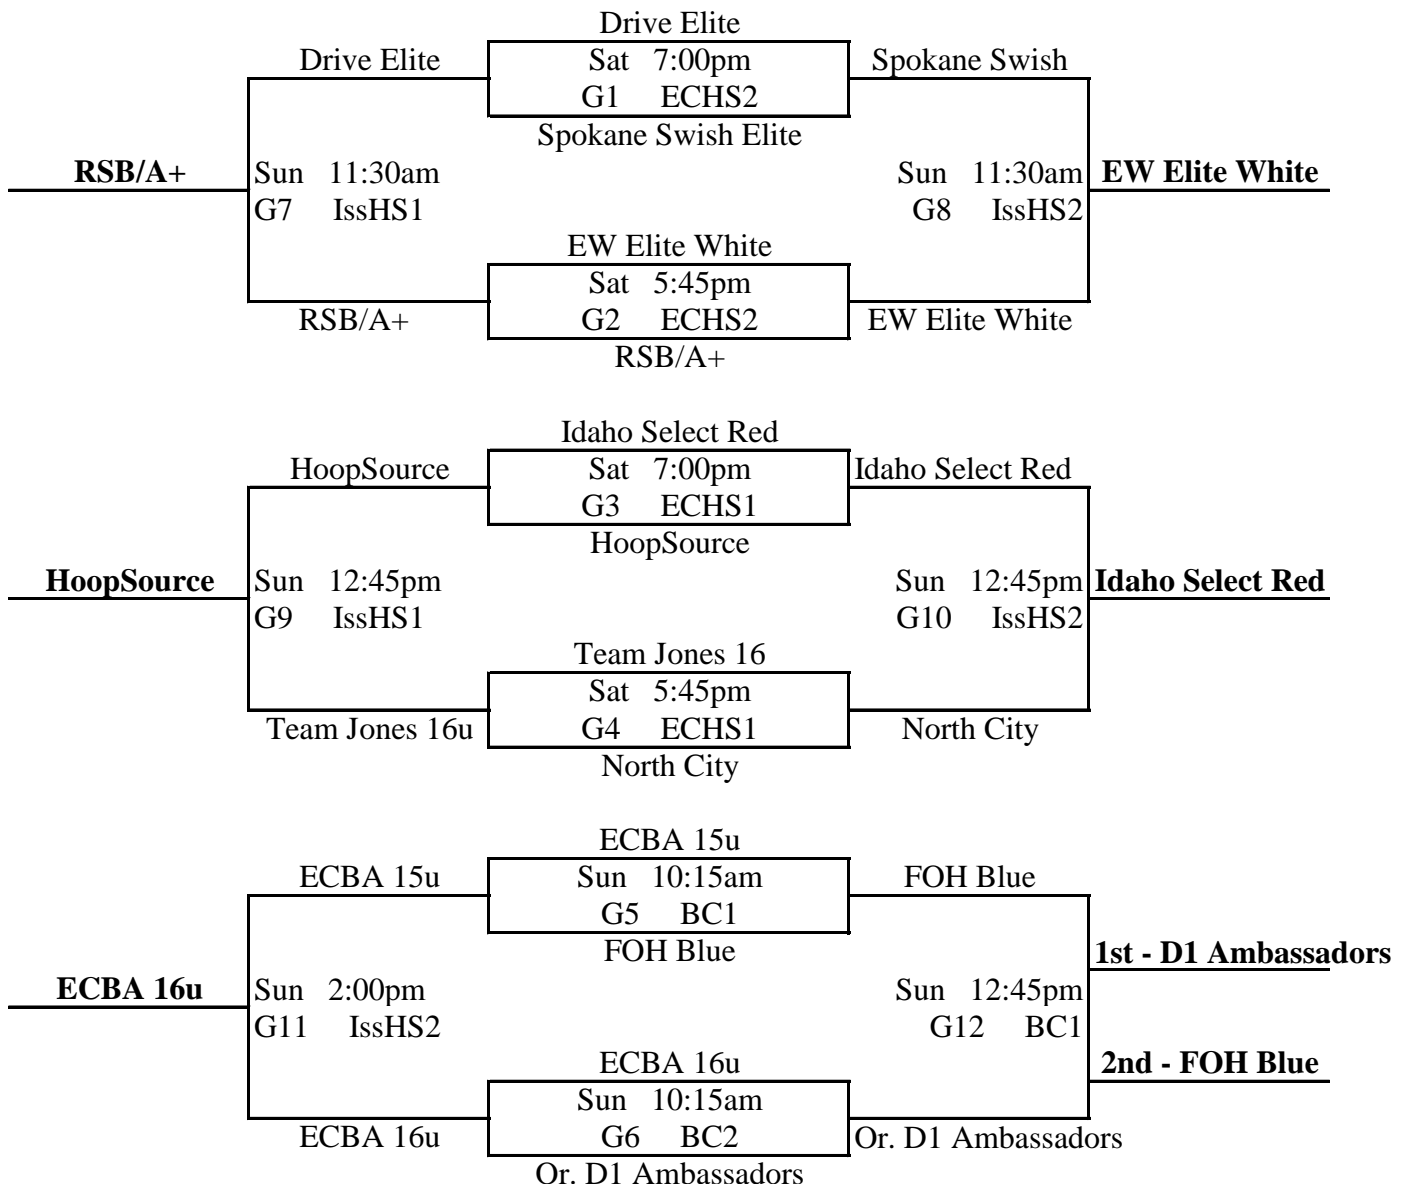 Drive Elite
Drive Elite Sat 7:00pm Spokane Swish
G1 ECHS2
Spokane Swish Elite
RSB/A+ Sun 11:30am Sun 11:30am EW Elite White
G7 IssHS1 G8 IssHS2
EW Elite White
Sat 5:45pm
RSB/A+ G2 ECHS2 EW Elite White
RSB/A+
Idaho Select Red
HoopSource Sat 7:00pm Idaho Select Red
G3 ECHS1
HoopSource
HoopSource Sun 12:45pm Sun 12:45pm Idaho Select Red
G9 IssHS1 G10 IssHS2
Team Jones 16
Sat 5:45pm
Team Jones 16u G4 ECHS1 North City
North City
ECBA 15u
ECBA 15u Sun 10:15am FOH Blue
G5 BC1
FOH Blue 1st - D1 Ambassadors
ECBA 16u Sun 2:00pm Sun 12:45pm
G11 IssHS2 G12 BC1
ECBA 16u 2nd - FOH Blue
Sun 10:15am
ECBA 16u G6 BC2 Or. D1 Ambassadors
Or. D1 Ambassadors